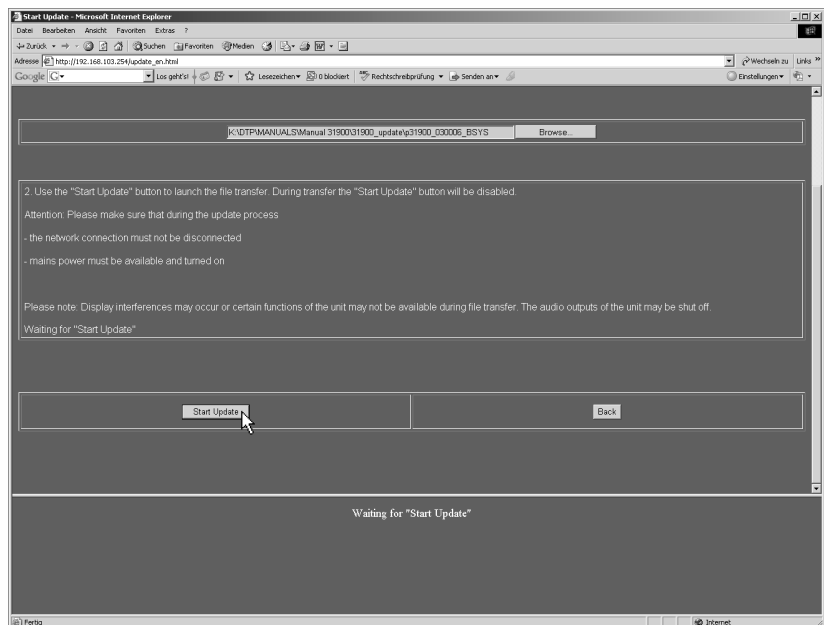 Start Update - Microsoft Internet Explorer
Datei Bearbeiten Ansicht Favoriten Extras ?
Zurück Suchen Favoriten Medien
Adresse http://192.168.103.254/update_en.html Wechseln zu Links »
Google G Los geht's! Lesezeichen 0 blockiert Rechtschreibprüfung Senden an Einstellungen
K:\DTP\MANUALS\Manual 31900\31900_update\p31900_030006_BSYS Browse...
2. Use the "Start Update" button to launch the file transfer. During transfer the "Start Update" button will be disabled.
Attention: Please make sure that during the update process
- the network connection must not be disconnected
- mains power must be available and turned on
Please note: Display interferences may occur or certain functions of the unit may not be available during file transfer. The audio outputs of the unit may be shut off.
Waiting for "Start Update"
Start Update Back
Waiting for "Start Update"
Fertig Internet